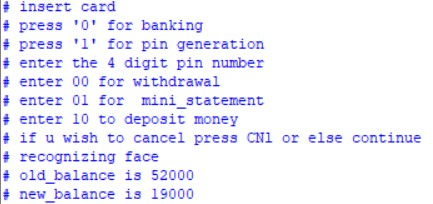 # insert card
# press '0' for banking
# press '1' for pin generation
# enter the 4 digit pin number
# enter 00 for withdrawal
# enter 01 for  mini_statement
# enter 10 to deposit money
# if u wish to cancel press CN1 or else continue
# recognizing face
# old_balance is 52000
# new_balance is 19000